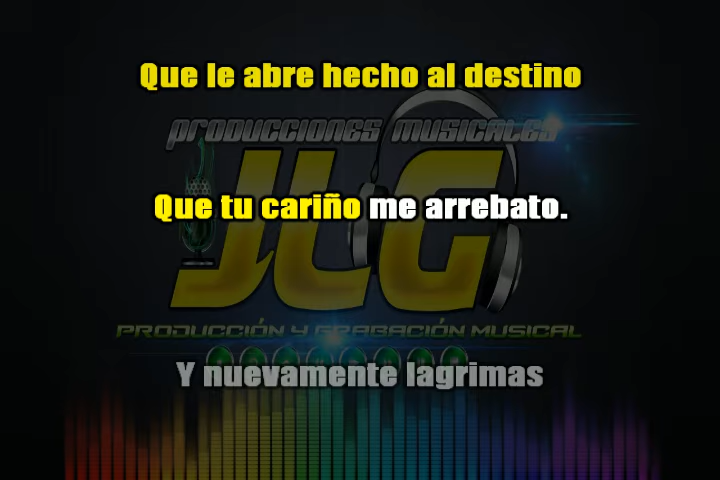 Que le abre hecho al destino
PRODUCCIONES MUSICALES
JLG
Que tu cariño me arrebato.
PRODUCCIÓN Y GRABACIÓN MUSICAL
Y nuevamente lagrimas